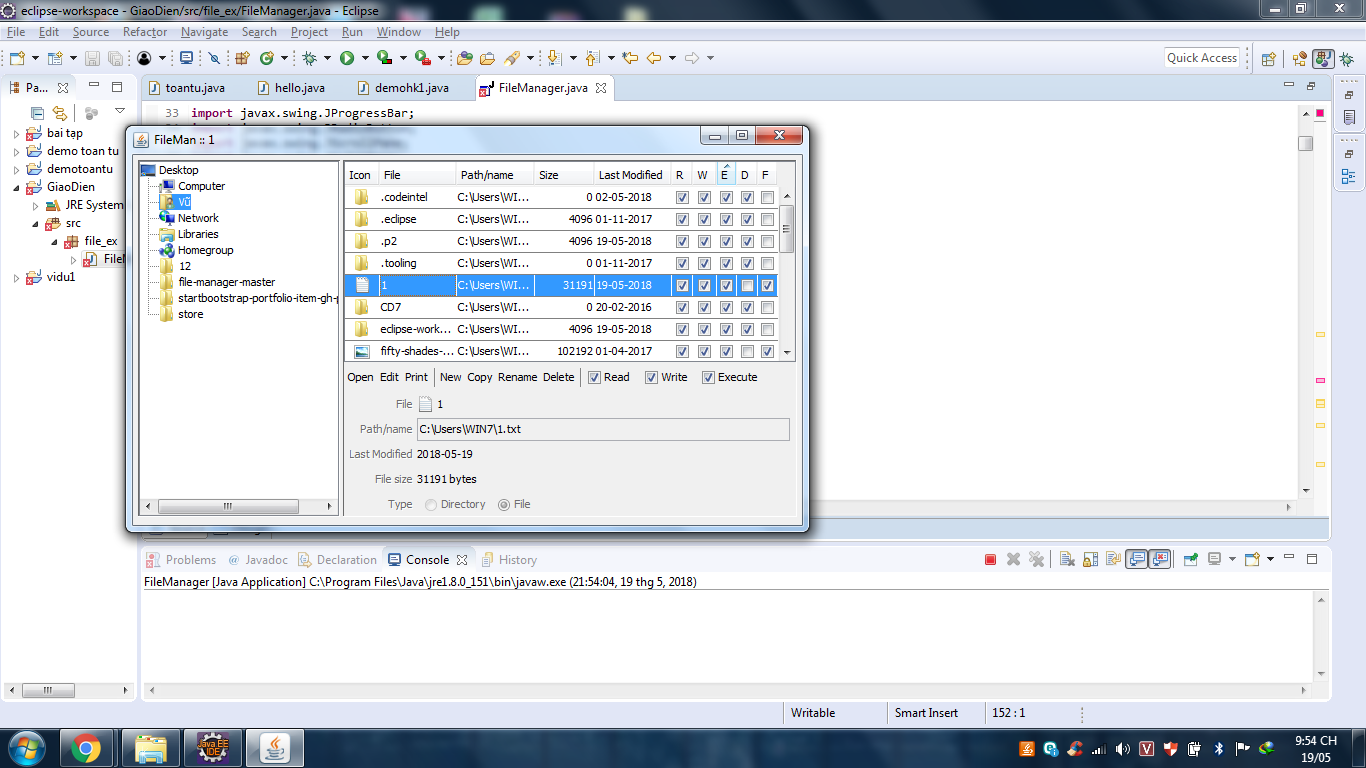 eclipse-workspace - GiaoDien/src/file_ex/FileManager.java - Eclipse
File Edit Source Refactor Navigate Search Project Run Window Help
Quick Access
Pa...
toantu.java hello.java demohk1.java FileManager.java
33 import javax.swing.JProgressBar;
bai tạp
demo toan tu
demotoantu
GiaoDien
JRE System
src
file_ex
FileM
vidu1
FileMan :: 1
Desktop
Computer
Vũ
Network
Libraries
Homegroup
12
file-manager-master
startbootstrap-portfolio-item-gh-p
store
Icon File Path/name Size Last Modified R W E D F
.codeintel C:\Users\WI... 0 02-05-2018
.eclipse C:\Users\WI... 4096 01-11-2017
.p2 C:\Users\WI... 4096 19-05-2018
.tooling C:\Users\WI... 0 01-11-2017
1 C:\Users\WI... 31191 19-05-2018
CD7 C:\Users\WI... 0 20-02-2016
eclipse-work... C:\Users\WI... 4096 19-05-2018
fifty-shades-... C:\Users\WI... 102192 01-04-2017
Open Edit Print New Copy Rename Delete Read Write Execute
File 1
Path/name C:\Users\WIN7\1.txt
Last Modified 2018-05-19
File size 31191 bytes
Type Directory File
Problems @ Javadoc Declaration Console History
FileManager [Java Application] C:\Program Files\Java\jre1.8.0_151\bin\javaw.exe (21:54:04, 19 thg 5, 2018)
Writable Smart Insert 152 : 1
Java EE
IDE
V
9:54 CH
19/05